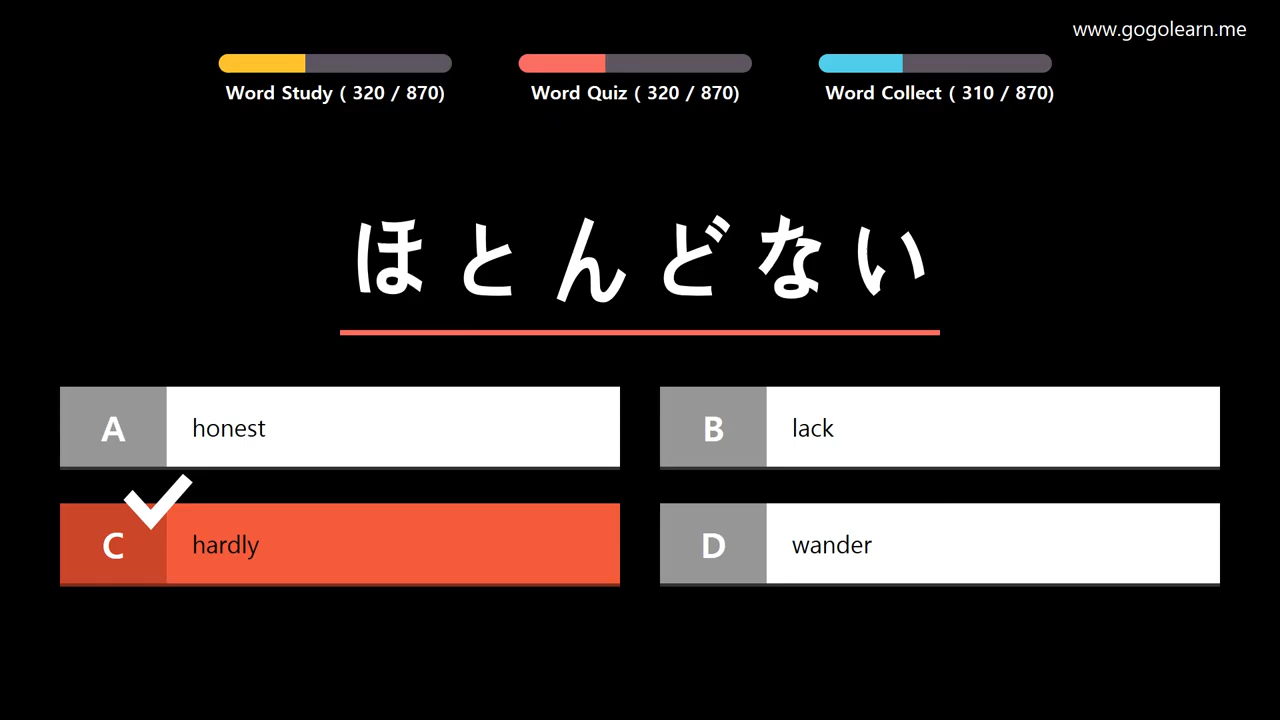 www.gogolearn.me
Word Study ( 320 / 870)
Word Quiz ( 320 / 870)
Word Collect ( 310 / 870)
ほとんどない
A honest
B lack
C hardly
D wander